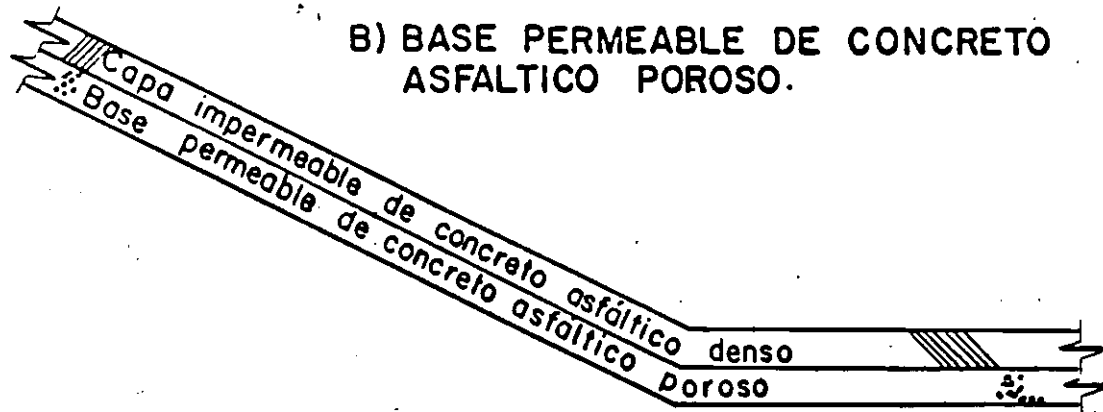 B) BASE PERMEABLE DE CONCRETO
ASFALTICO POROSO.
Capa impermeable de concreto asfáltico denso
Base permeable de concreto asfáltico poroso